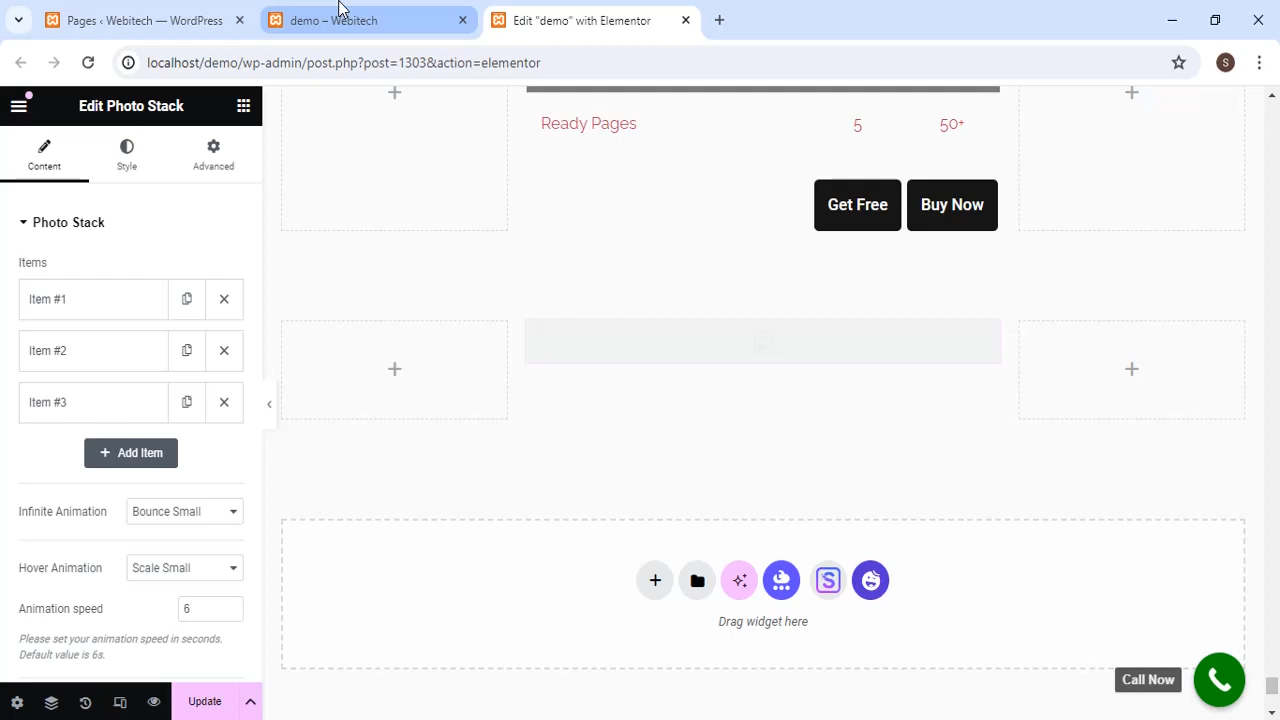 Pages ‹ Webitech — WordPress
demo – Webitech
Edit "demo" with Elementor
localhost/demo/wp-admin/post.php?post=1303&action=elementor
S
Edit Photo Stack
Content
Style
Advanced
Photo Stack
Items
Item #1
Item #2
Item #3
+ Add Item
Infinite Animation
Bounce Small
Hover Animation
Scale Small
Animation speed
6
Please set your animation speed in seconds.
Default value is 6s.
Update
Ready Pages
5
50+
Get Free
Buy Now
S
Drag widget here
Call Now